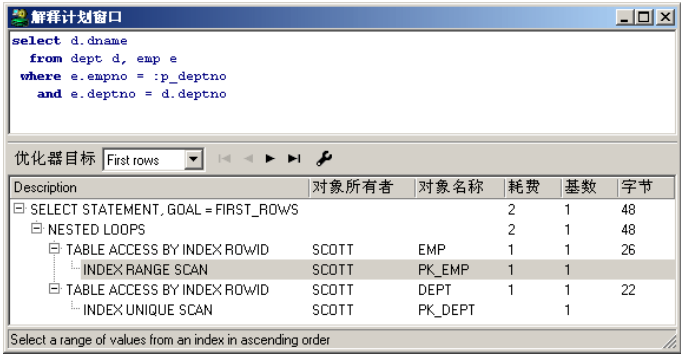 解释计划窗口
select d.dname
from dept d, emp e
where e.empno = :p_deptno
and e.deptno = d.deptno
优化器目标 First rows
Description 对象所有者 对象名称 耗费 基数 字节
SELECT STATEMENT, GOAL = FIRST_ROWS 2 1 48
NESTED LOOPS 2 1 48
TABLE ACCESS BY INDEX ROWID SCOTT EMP 1 1 26
INDEX RANGE SCAN SCOTT PK_EMP 1 1
TABLE ACCESS BY INDEX ROWID SCOTT DEPT 1 1 22
INDEX UNIQUE SCAN SCOTT PK_DEPT 1
Select a range of values from an index in ascending order